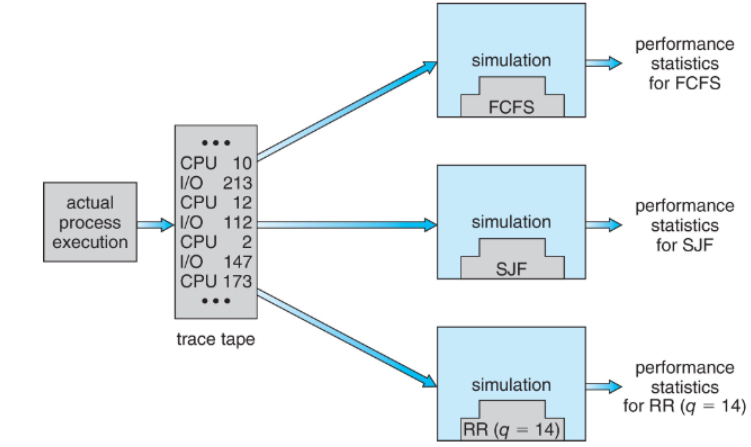 actual
process
execution
• • •
CPU 10
I/O 213
CPU 12
I/O 112
CPU 2
I/O 147
CPU 173
• • •
trace tape
simulation
FCFS
performance
statistics
for FCFS
simulation
SJF
performance
statistics
for SJF
simulation
RR (q = 14)
performance
statistics
for RR (q = 14)